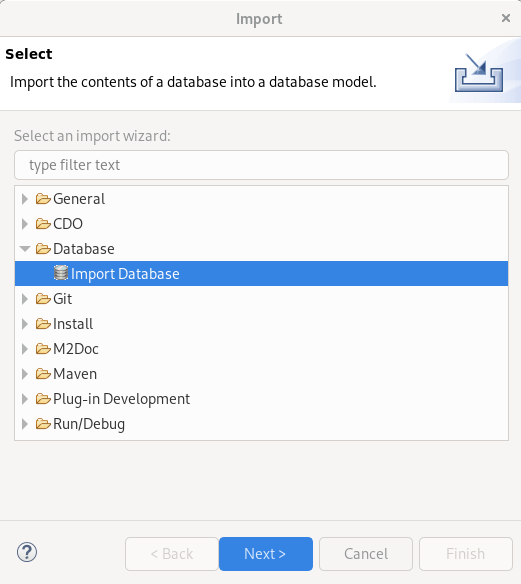 Import
×
Select
Import the contents of a database into a database model.
Select an import wizard:
type filter text
General
CDO
Database
Import Database
Git
Install
M2Doc
Maven
Plug-in Development
Run/Debug
?
< Back
Next >
Cancel
Finish